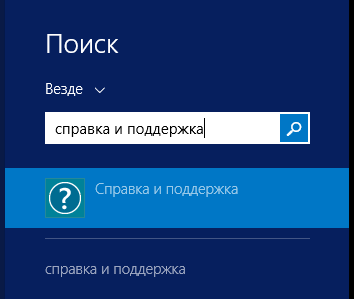 Поиск
Везде
справка и поддержка
Справка и поддержка
справка и поддержка